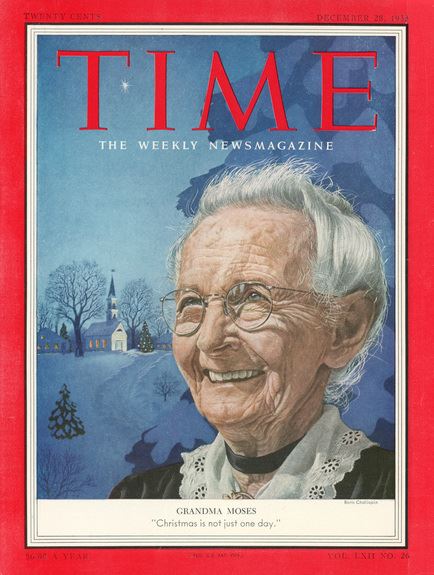 TWENTY CENTS
DECEMBER 28, 1953
TIME
THE WEEKLY NEWSMAGAZINE
Boris Chaliapin
GRANDMA MOSES
"Christmas is not just one day."
$6.00 A YEAR
VOL. LXII NO. 26